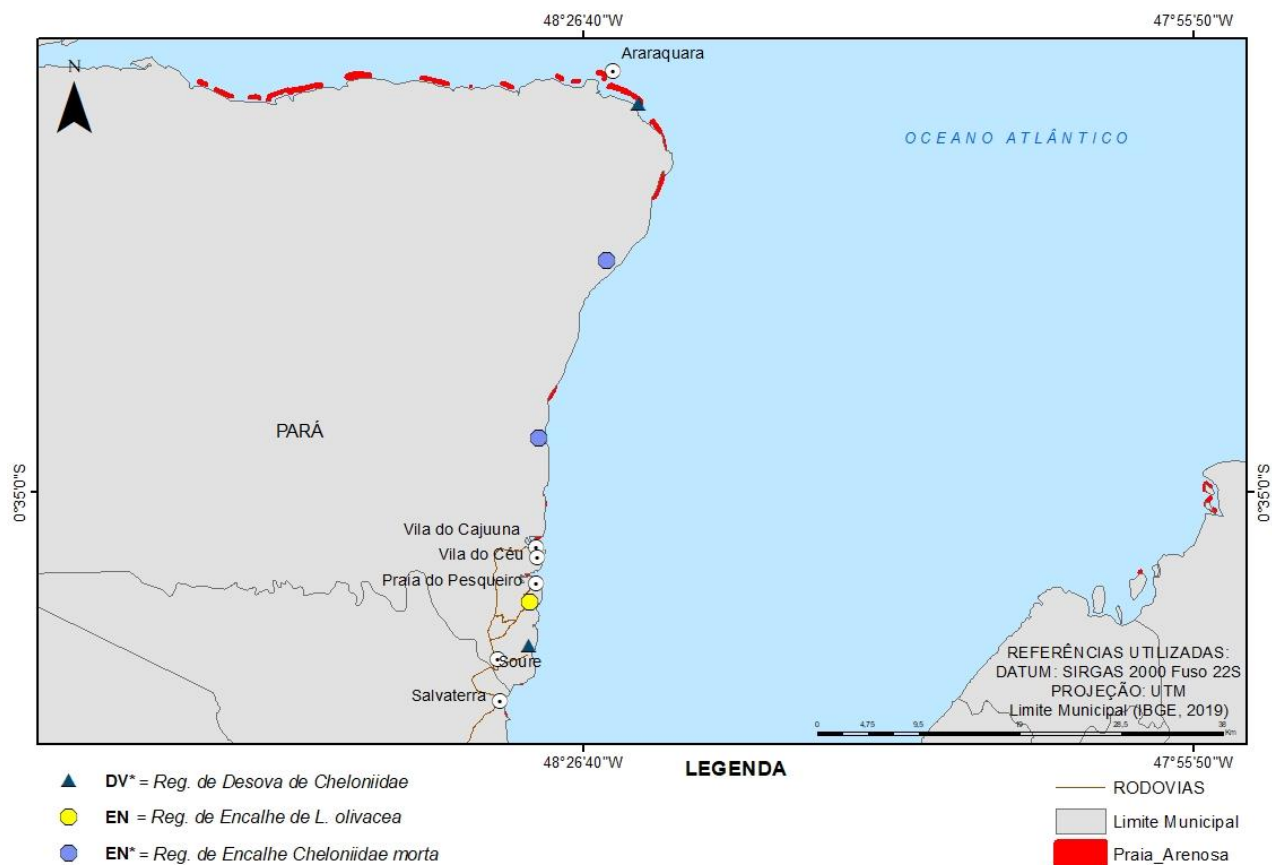 48°26'40"W
47°55'50"W
Araraquara
N
OCEANO ATLÂNTICO
PARÁ
0°35'0"S
0°35'0"S
Vila do Cajuuna
Vila do Céu
Praia do Pesqueiro
Soure
Salvaterra
REFERÊNCIAS UTILIZADAS:
DATUM: SIRGAS 2000 Fuso 22S
PROJEÇÃO: UTM
Limite Municipal (IBGE, 2019)
0 4,75 9,5 19 28,5 38
Km
48°26'40"W
47°55'50"W
LEGENDA
DV* = Reg. de Desova de Cheloniidae
EN = Reg. de Encalhe de L. olivacea
EN* = Reg. de Encalhe Cheloniidae morta
RODOVIAS
Limite Municipal
Praia_Arenosa